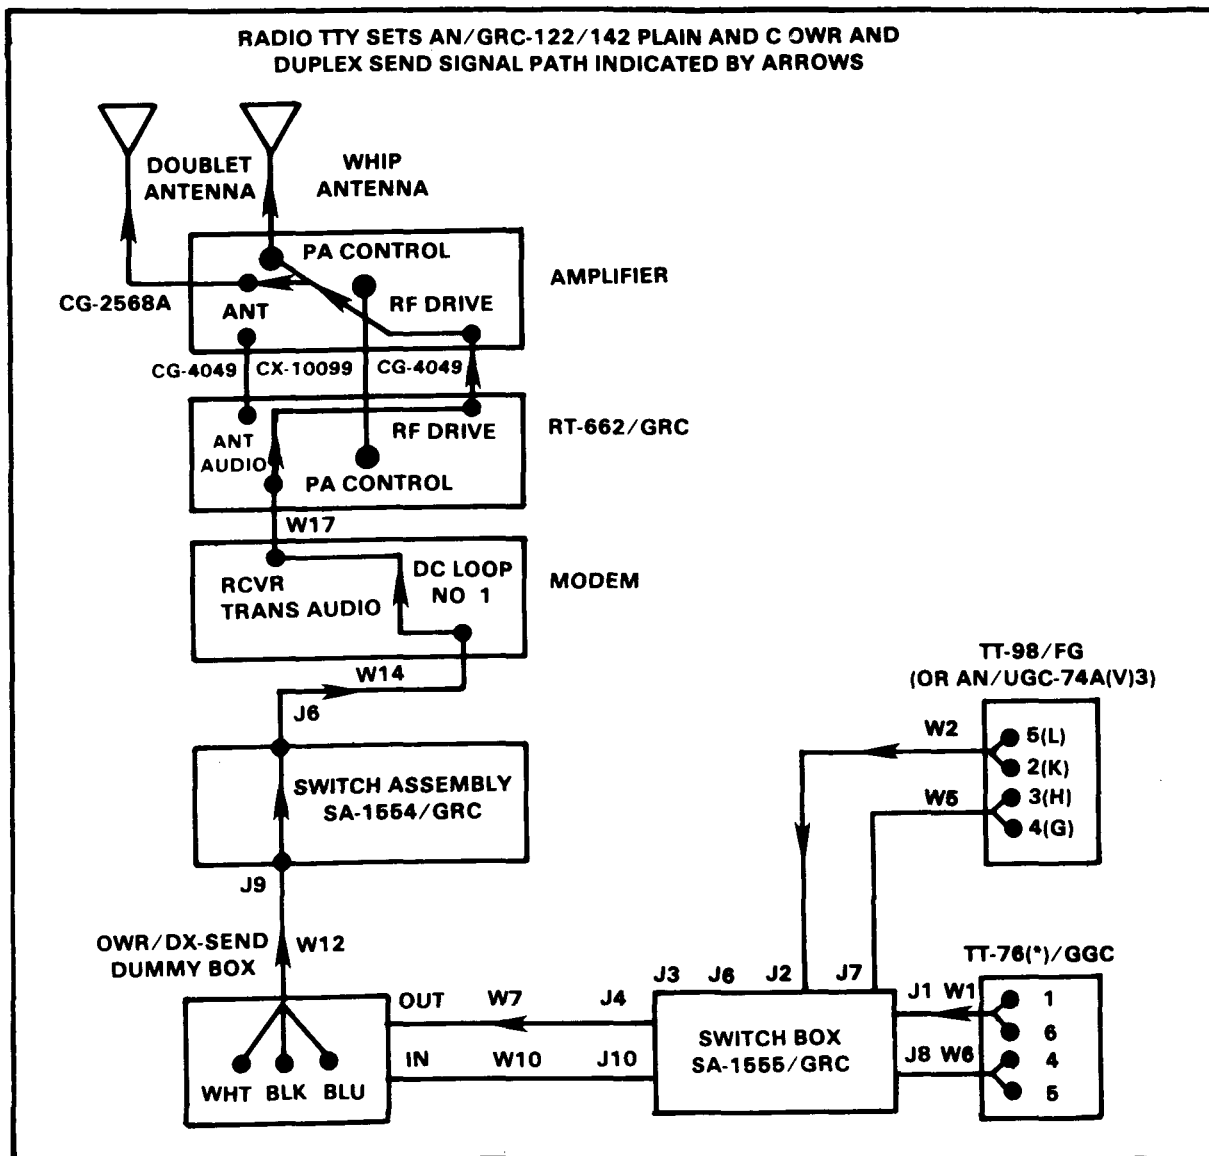 RADIO TTY SETS AN/GRC-122/142 PLAIN AND C OWR AND
DUPLEX SEND SIGNAL PATH INDICATED BY ARROWS
DOUBLET
ANTENNA
WHIP
ANTENNA
PA CONTROL
AMPLIFIER
CG-2568A
ANT
RF DRIVE
CG-4049
CX-10099
CG-4049
RF DRIVE
RT-662/GRC
ANT
AUDIO
PA CONTROL
W17
RCVR
TRANS AUDIO
DC LOOP
NO 1
MODEM
W14
J6
TT-98/FG
(OR AN/UGC-74A(V)3)
W2
5(L)
2(K)
W5
3(H)
4(G)
SWITCH ASSEMBLY
SA-1554/GRC
J9
OWR/DX-SEND
DUMMY BOX
W12
TT-76(*)/GGC
J3
J6
J2
J7
J1
W1
1
6
J8
W6
4
5
OUT
W7
J4
IN
W10
J10
SWITCH BOX
SA-1555/GRC
WHT
BLK
BLU